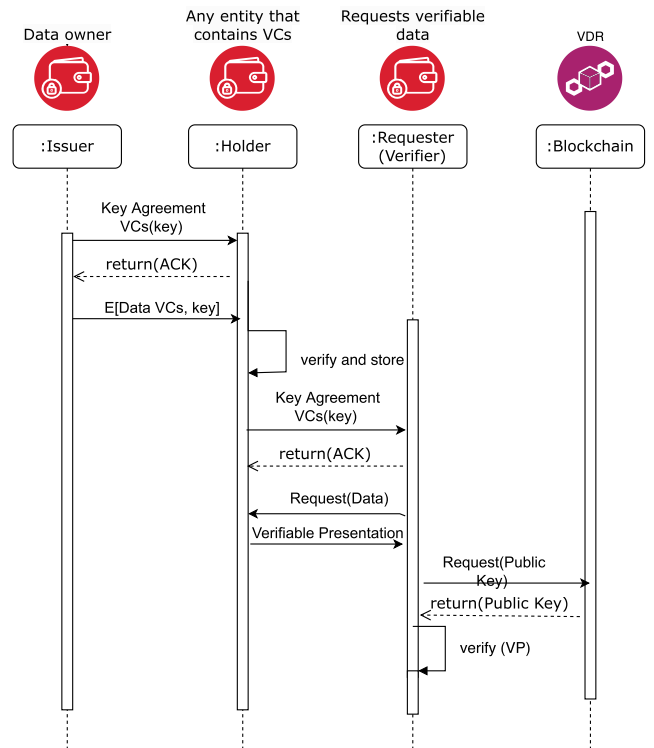 Data owner
Any entity that
contains VCs
Requests verifiable
data
VDR
:Issuer
:Holder
:Requester
(Verifier)
:Blockchain
Key Agreement
VCs(key)
return(ACK)
E[Data VCs, key]
verify and store
Key Agreement
VCs(key)
return(ACK)
Request(Data)
Verifiable Presentation
Request(Public
Key)
return(Public Key)
verify (VP)